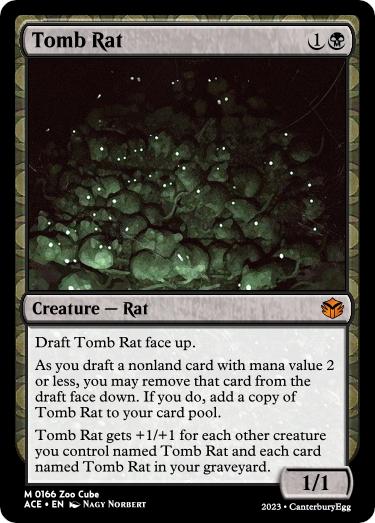 Tomb Rat 1
Creature — Rat
Draft Tomb Rat face up.
As you draft a nonland card with mana value 2
or less, you may remove that card from the
draft face down. If you do, add a copy of
Tomb Rat to your card pool.
Tomb Rat gets +1/+1 for each other creature
you control named Tomb Rat and each card
named Tomb Rat in your graveyard.
1/1
M 0166 Zoo Cube
ACE • EN Nagy Norbert
2023 • CanterburyEgg